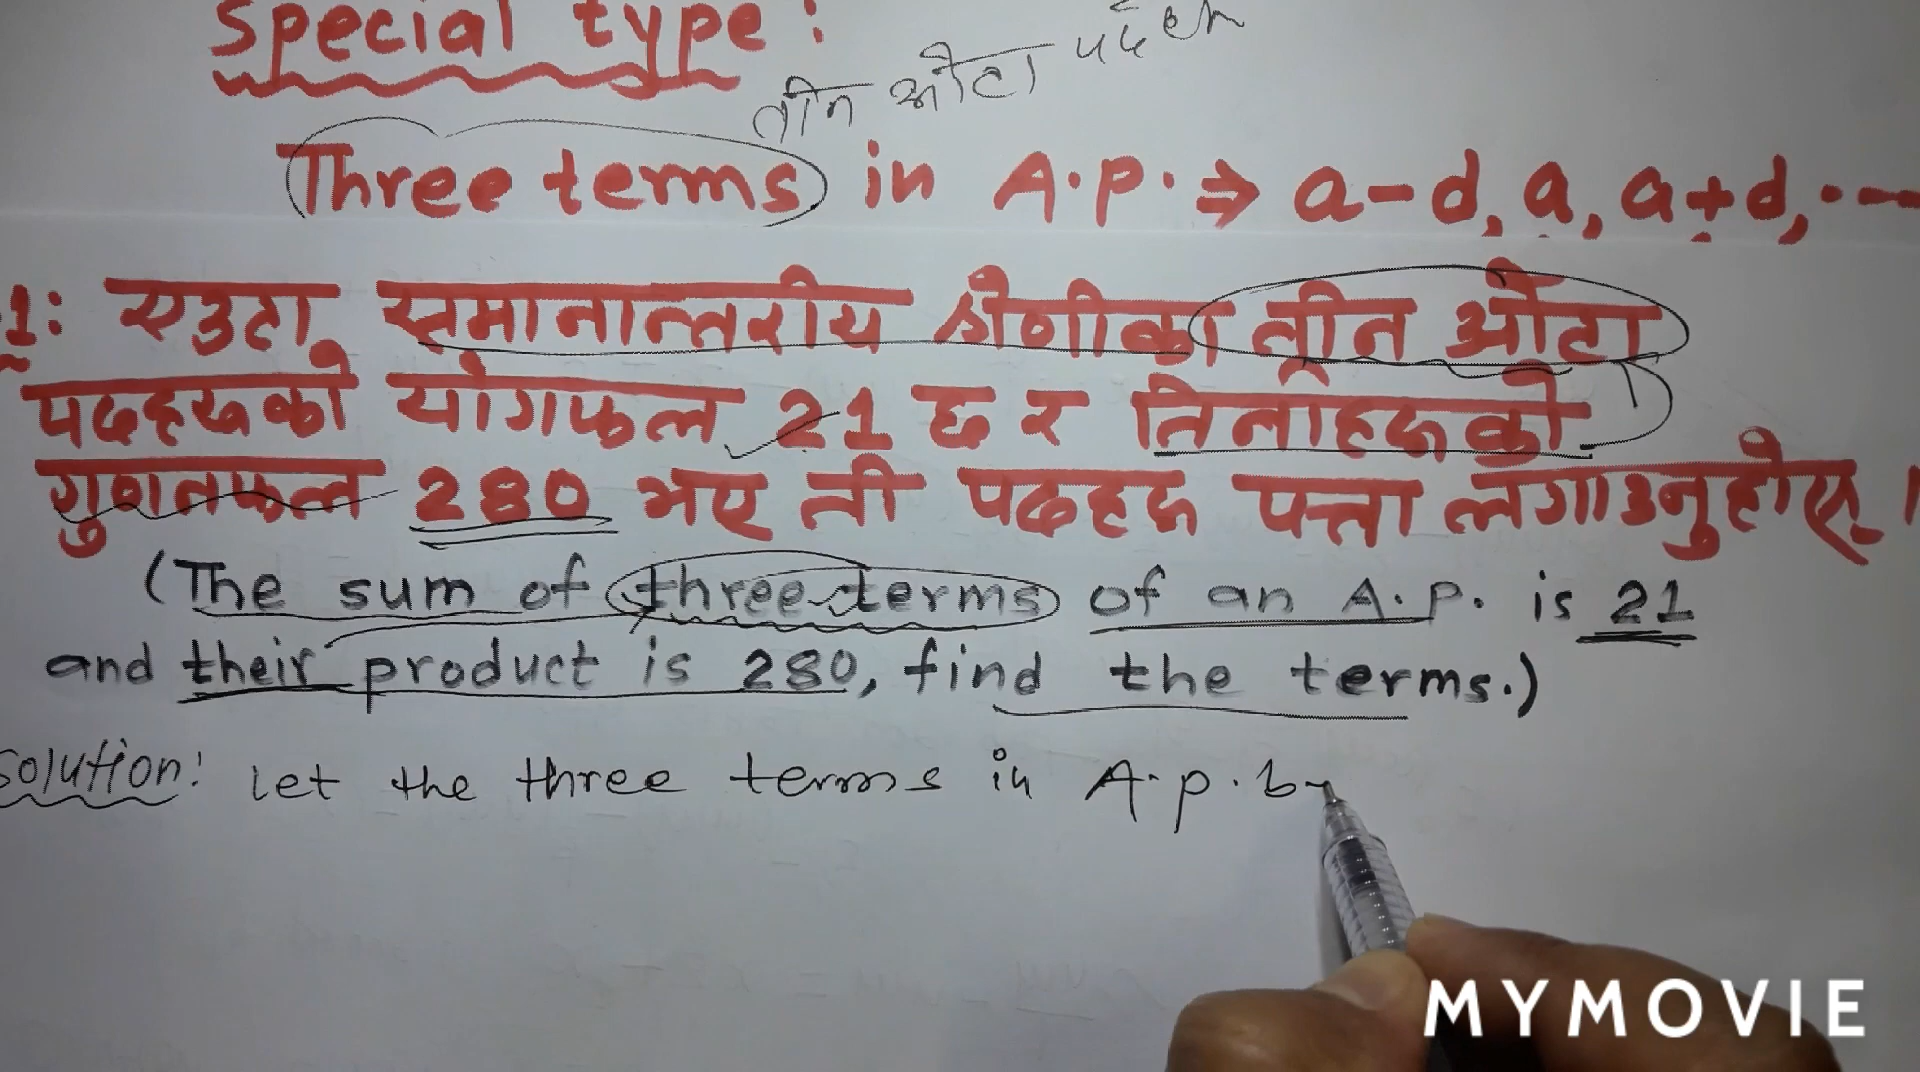 Special type:
तीन ओटा पदहरू
Three terms in A.P. ⇒ a-d, a, a+d, ...
1: एउटा समानान्तरीय श्रेणीका तीन ओटा
पदहरूको योगफल 21 छ र तिनीहरूको
गुणनफल 280 भए ती पदहरू पत्ता लगाउनुहोस् ।
(The sum of three terms of an A.P. is 21
and their product is 280, find the terms.)
Solution: Let the three terms in A.P. b
MYMOVIE